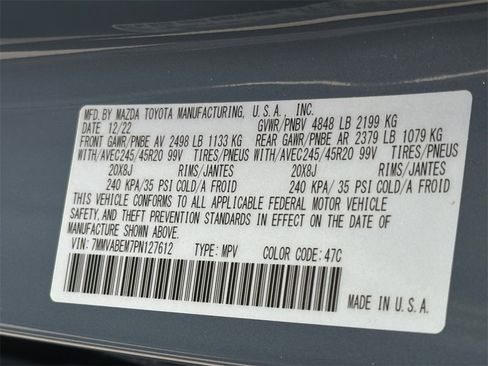 MFD. BY MAZDA TOYOTA MANUFACTURING, U.S.A., INC.
DATE 12/22 GVWR/PNBV 4848 LB 2199 KG
FRONT GAWR/PNBE AV 2498 LB 1133 KG REAR GAWR/PNBE AR 2379 LB 1079 KG
WITH/AVEC245/45R20 99V TIRES/PNEUS WITH/AVEC245/45R20 99V TIRES/PNEUS
20X8J RIMS/JANTES 20X8J RIMS/JANTES
240 KPA/ 35 PSI COLD/A FROID 240 KPA/ 35 PSI COLD/A FROID
THIS VEHICLE CONFORMS TO ALL APPLICABLE FEDERAL MOTOR VEHICLE
SAFETY, AND THEFT PREVENTION STANDARDS IN EFFECT ON THE DATE OF
MANUFACTURE SHOWN ABOVE.
VIN: 7MMVABEM7PN127612 TYPE: MPV COLOR CODE: 47C
MADE IN U.S.A.